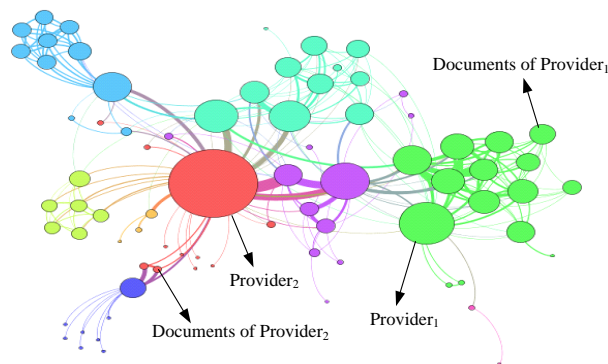 Documents of Provider₁
Provider₂
Provider₁
Documents of Provider₂